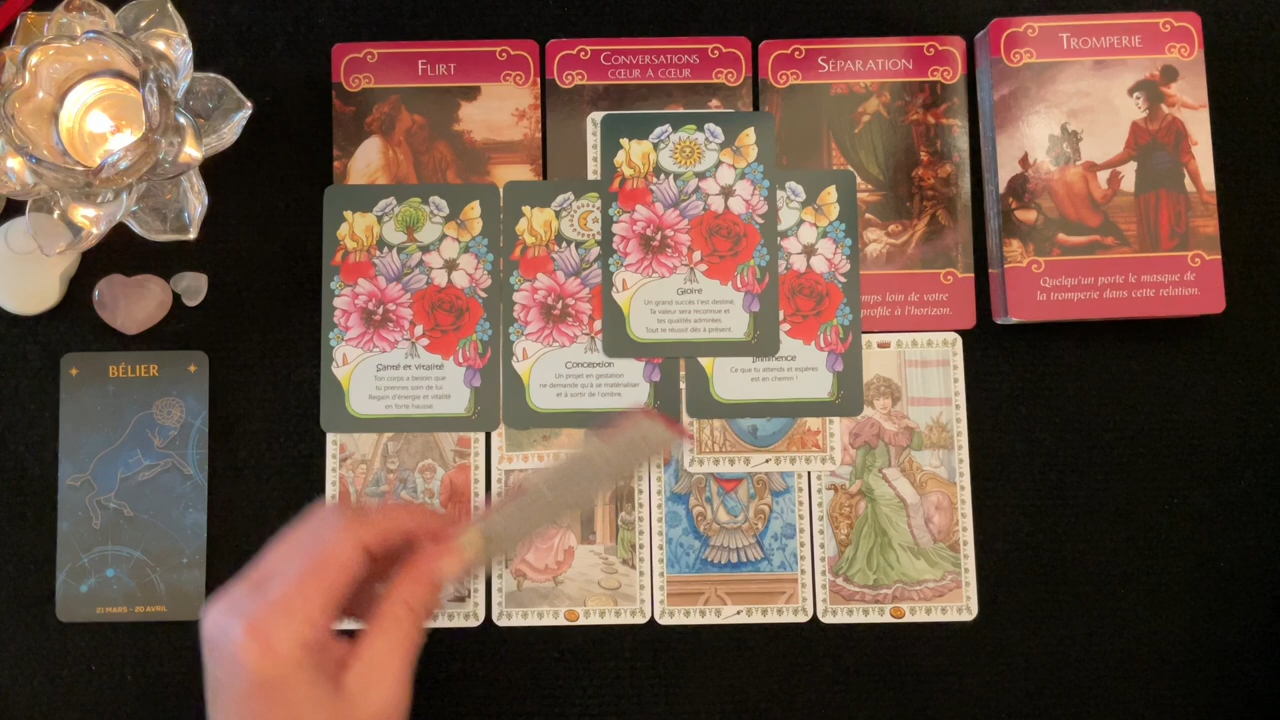 FLIRT
CONVERSATIONS
CŒUR À CŒUR
SÉPARATION
TROMPERIE
Quelqu'un porte le masque de
la tromperie dans cette relation.
mps loin de votre
profile à l'horizon.
Gloire
Un grand succès t'est destiné,
Ta valeur sera reconnue et
tes qualités admirées.
Tout te réussit dès à présent.
Santé et vitalité
Ton corps a besoin que
tu prennes soin de lui.
Regain d'énergie et vitalité
en forte hausse.
Conception
Un projet en gestation
ne demande qu'à se matérialiser
et à sortir de l'ombre.
Imminence
Ce que tu attends et espères
est en chemin !
BÉLIER
21 MARS - 20 AVRIL